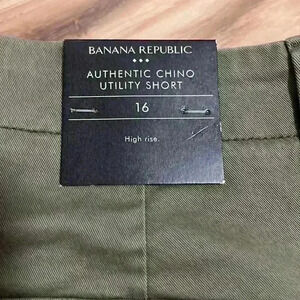 BANANA REPUBLIC
AUTHENTIC CHINO
UTILITY SHORT
16
High rise.